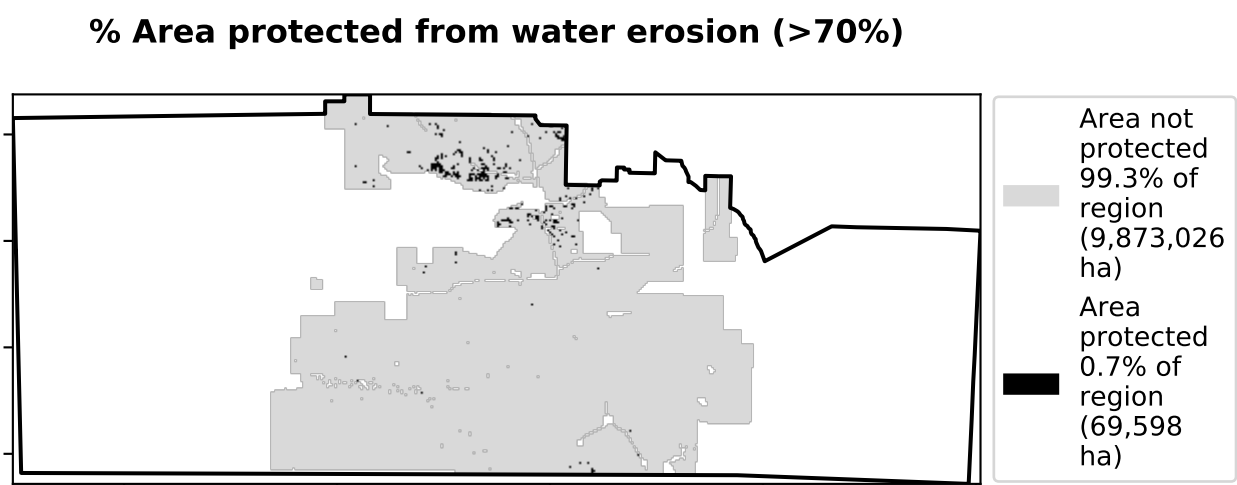 % Area protected from water erosion (>70%)
Area not
protected
99.3% of
region
(9,873,026
ha)
Area
protected
0.7% of
region
(69,598
ha)